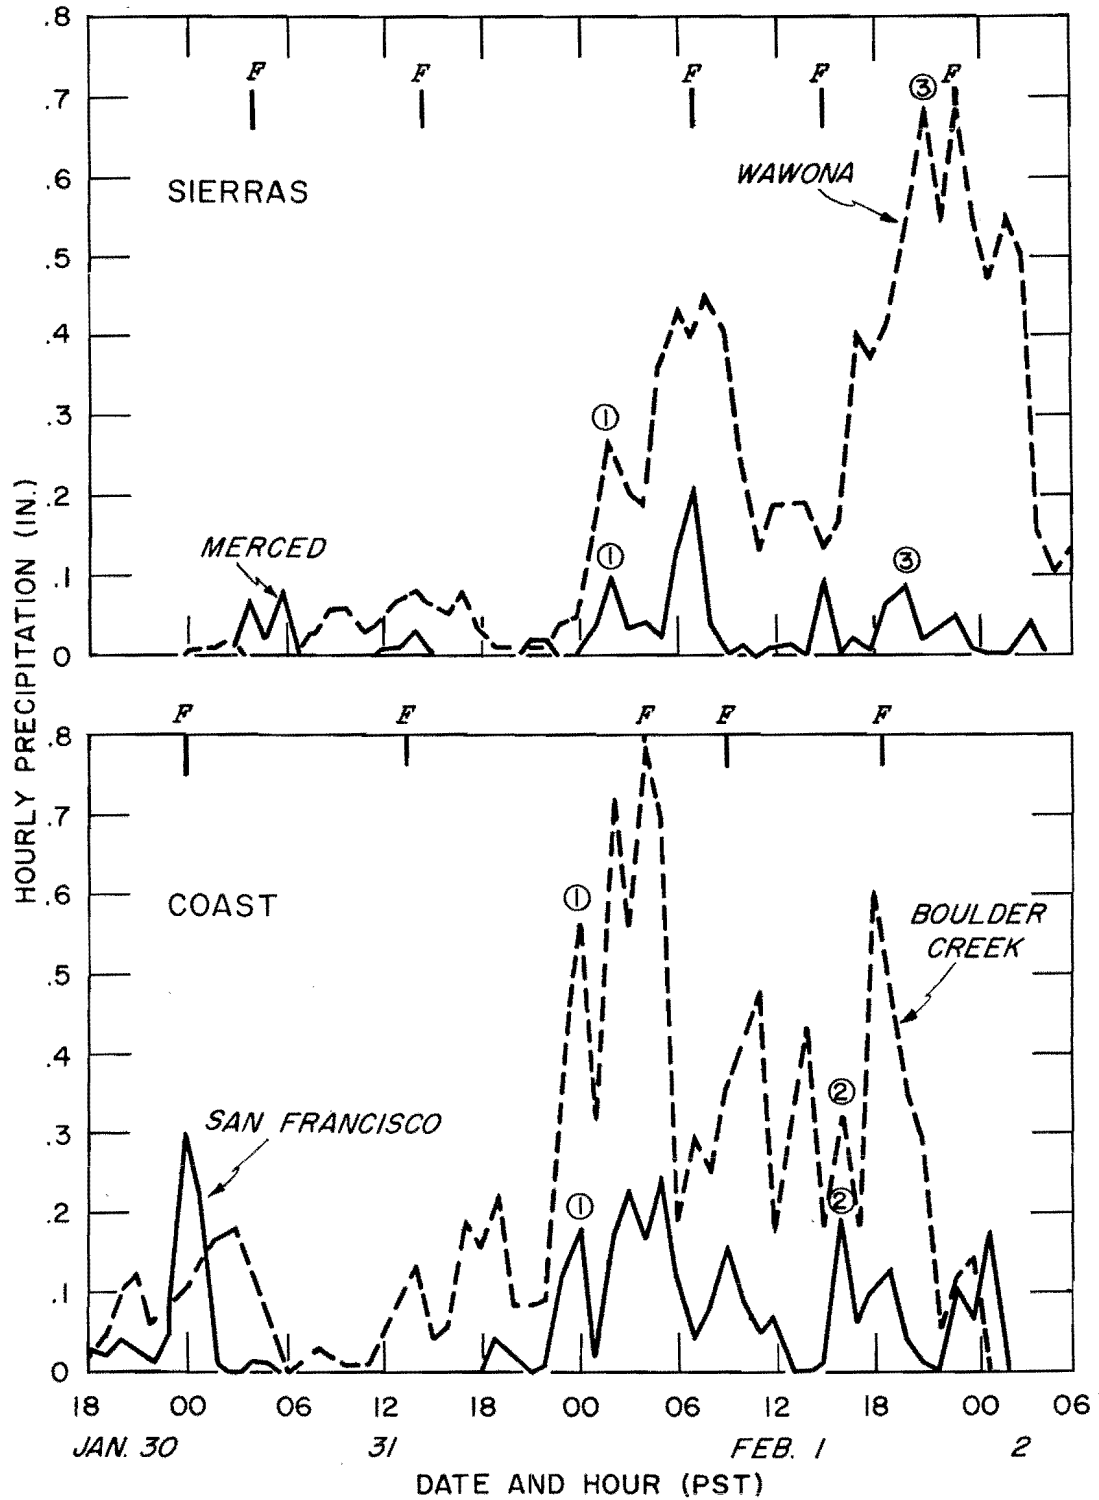 .8
F F F F F
③
.7
WAWONA
.6
SIERRAS
.5
.4
①
.3
.2
MERCED
①
③
.1
0
HOURLY PRECIPITATION (IN.)
F F F F F
.8
.7
①
.6
COAST
BOULDER
CREEK
.5
.4
②
SAN FRANCISCO
.3
①
②
.2
.1
0
18 00 06 12 18 00 06 12 18 00 06
JAN. 30 31 FEB. 1 2
DATE AND HOUR (PST)